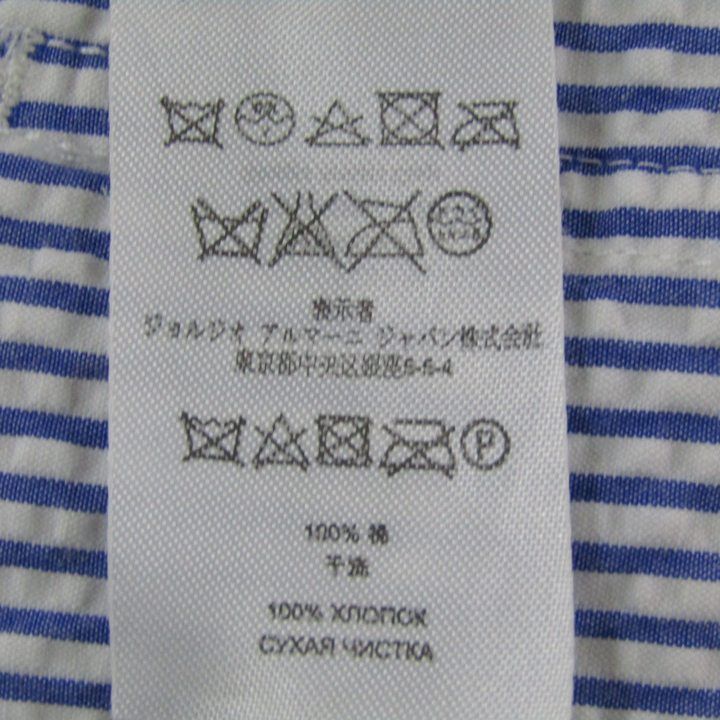 表示者
ジョルジオ アルマーニ ジャパン株式会社
東京都中央区銀座5-5-4
P
100% 棉
干洗
100% ХЛОПОК
СУХАЯ ЧИСТКА